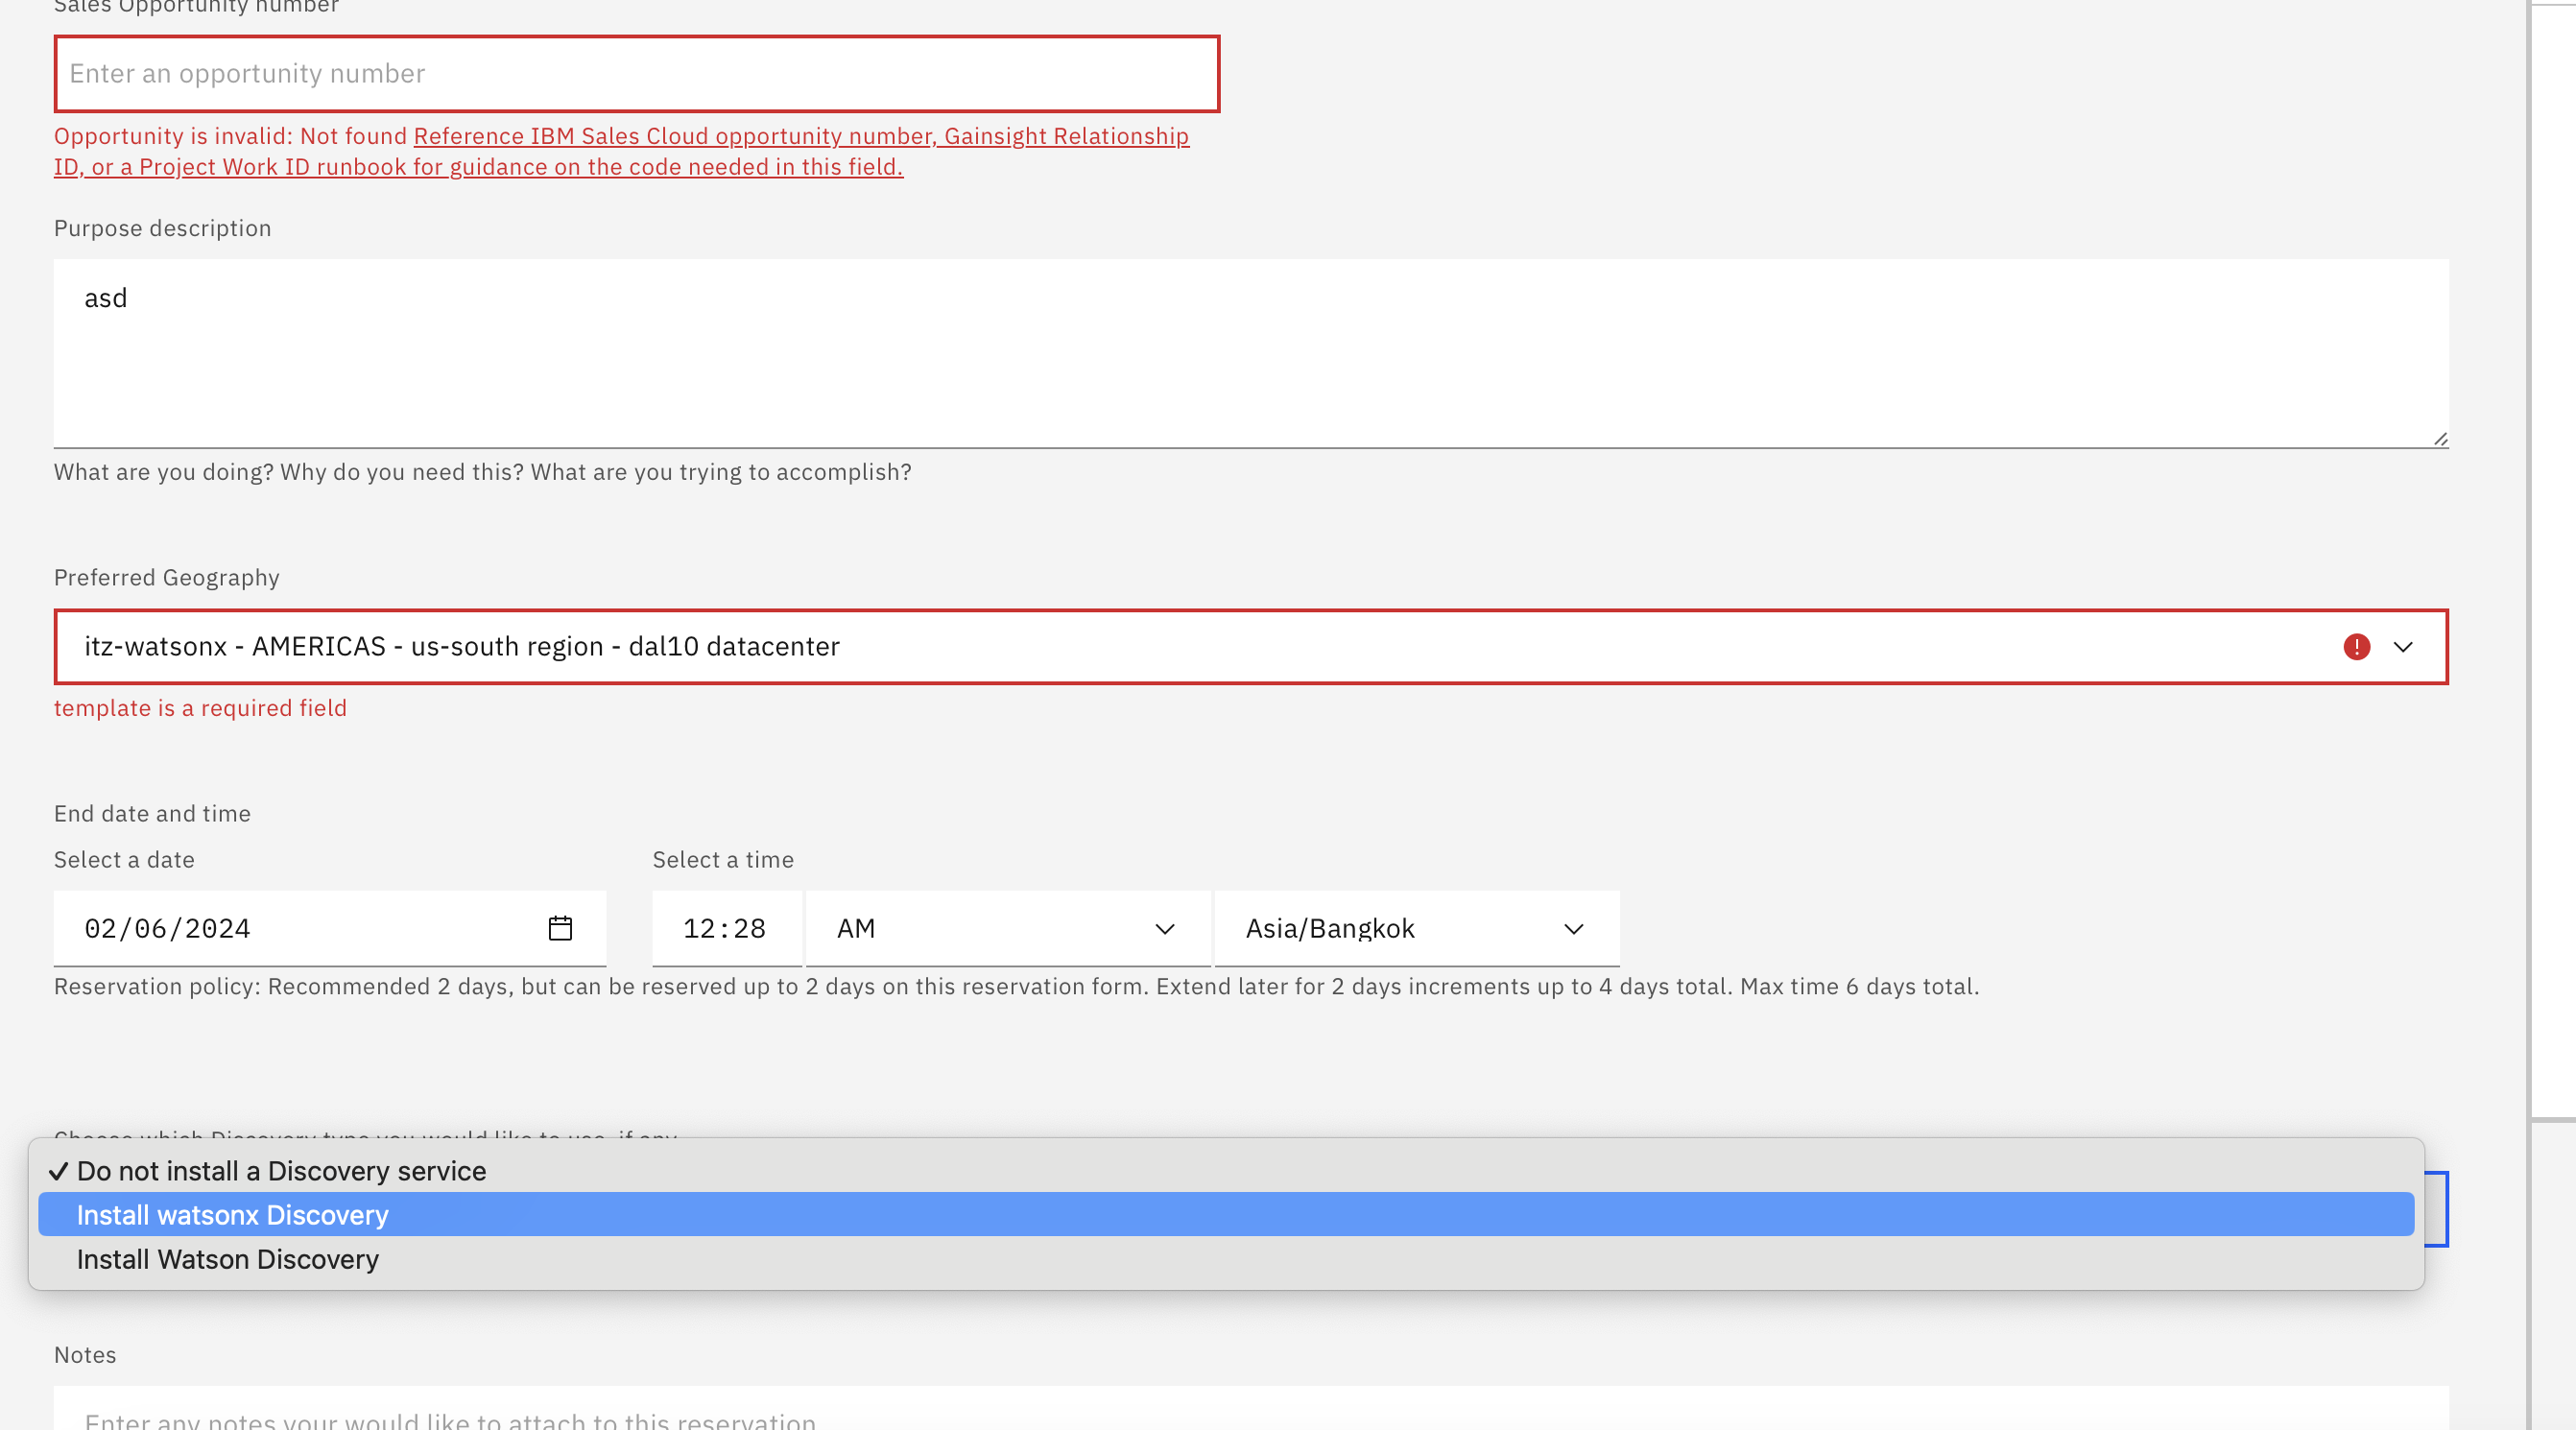 Sales Opportunity number
Enter an opportunity number
Opportunity is invalid: Not found Reference IBM Sales Cloud opportunity number, Gainsight Relationship
ID, or a Project Work ID runbook for guidance on the code needed in this field.
Purpose description
asd
What are you doing? Why do you need this? What are you trying to accomplish?
Preferred Geography
itz-watsonx - AMERICAS - us-south region - dal10 datacenter
template is a required field
End date and time
Select a date
Select a time
02/06/2024
12:28
AM
Asia/Bangkok
Reservation policy: Recommended 2 days, but can be reserved up to 2 days on this reservation form. Extend later for 2 days increments up to 4 days total. Max time 6 days total.
Choose which Discovery type you would like to use, if any
✓ Do not install a Discovery service
Install watsonx Discovery
Install Watson Discovery
Notes
Enter any notes your would like to attach to this reservation